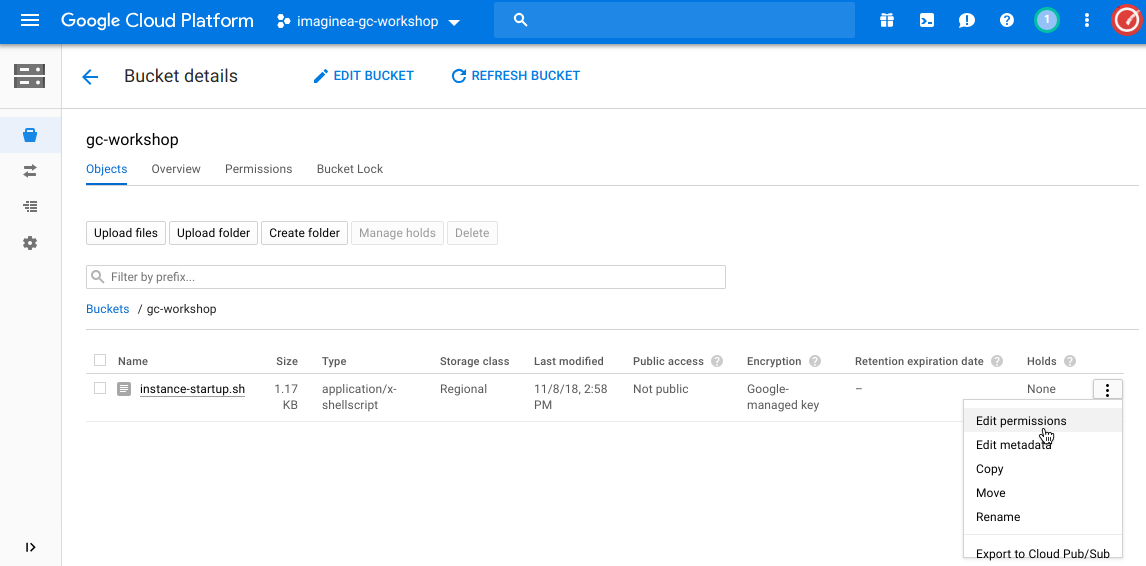 Google Cloud Platform imaginea-gc-workshop 1
Bucket details EDIT BUCKET REFRESH BUCKET
gc-workshop
Objects Overview Permissions Bucket Lock
Upload files Upload folder Create folder Manage holds Delete
Filter by prefix...
Buckets / gc-workshop
Name Size Type Storage class Last modified Public access Encryption Retention expiration date Holds
instance-startup.sh 1.17 application/x- Regional 11/8/18, 2:58 Not public Google- – None
KB shellscript PM managed key
Edit permissions
Edit metadata
Copy
Move
Rename
Export to Cloud Pub/Sub